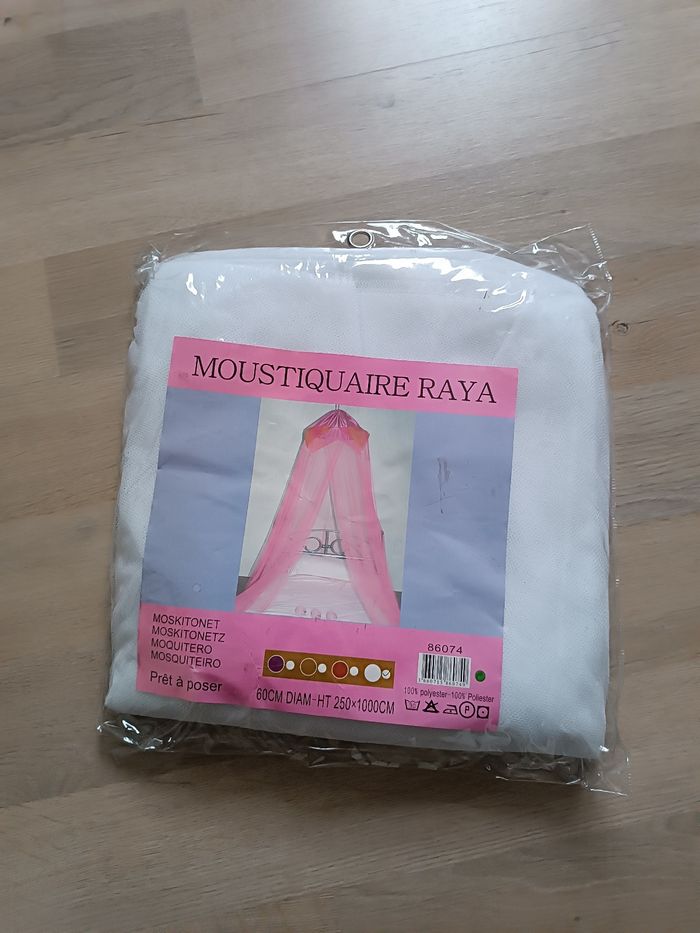 MOUSTIQUAIRE RAYA
MOSKITONET
MOSKITONETZ
MOQUITERO
MOSQUITEIRO
Prêt à poser
60CM DIAM-HT 250×1000CM
86074
100% polyester-100% Poliester
P